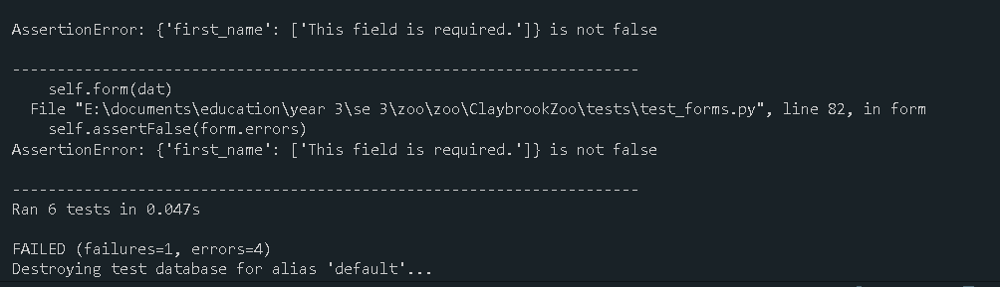 AssertionError: {'first_name': ['This field is required.']} is not false
----------------------------------------------------------------------
self.form(dat)
File "E:\documents\education\year 3\se 3\zoo\zoo\ClaybrookZoo\tests\test_forms.py", line 82, in form
self.assertFalse(form.errors)
AssertionError: {'first_name': ['This field is required.']} is not false
----------------------------------------------------------------------
Ran 6 tests in 0.047s
FAILED (failures=1, errors=4)
Destroying test database for alias 'default'...